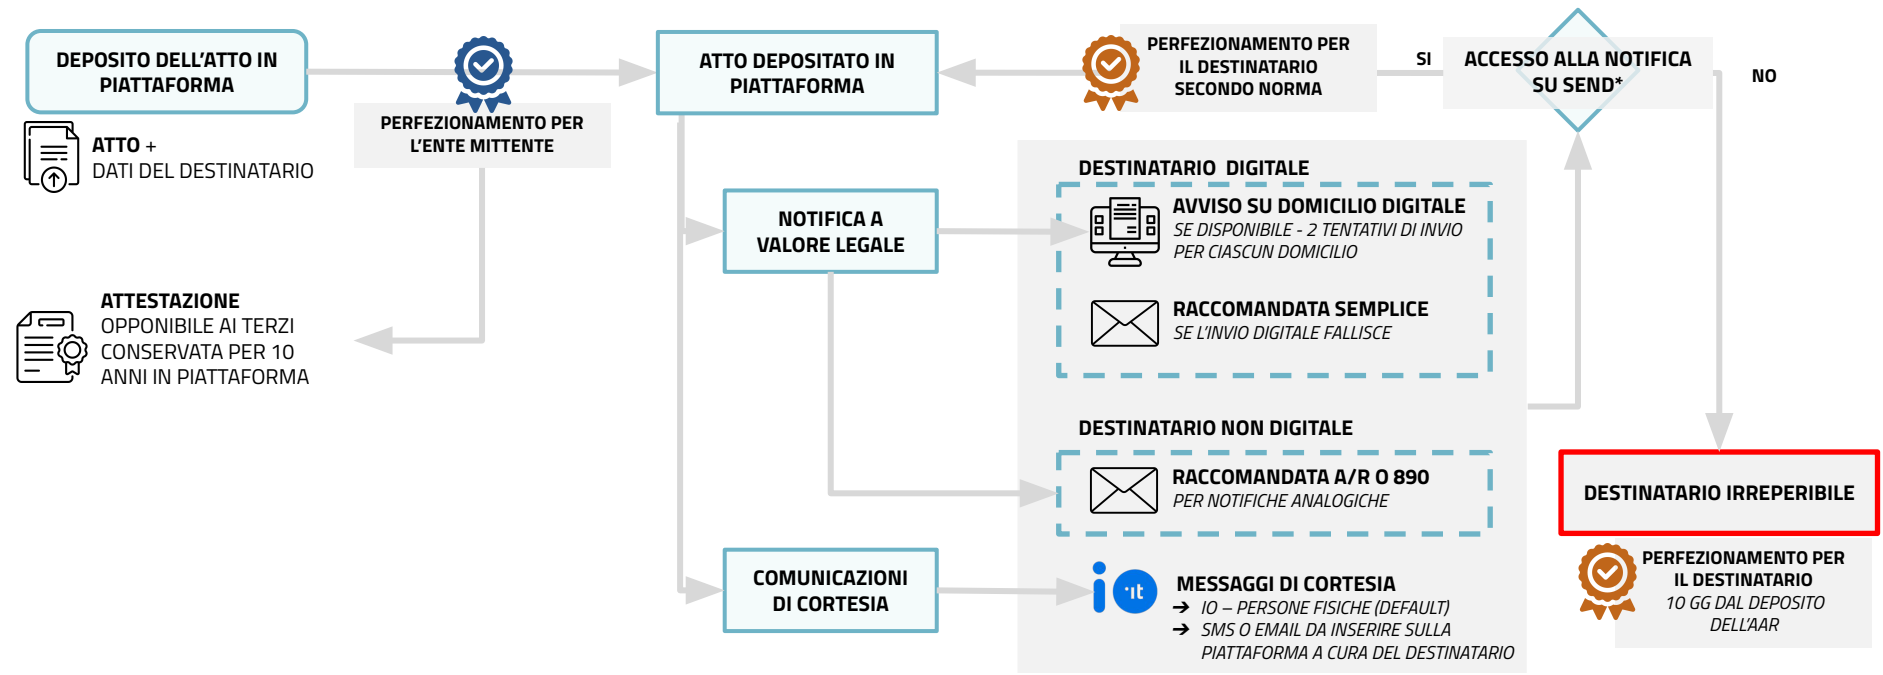 DEPOSITO DELL'ATTO IN
PIATTAFORMA
ATTO +
DATI DEL DESTINATARIO
PERFEZIONAMENTO PER
L'ENTE MITTENTE
ATTESTAZIONE
OPPONIBILE AI TERZI
CONSERVATA PER 10
ANNI IN PIATTAFORMA
ATTO DEPOSITATO IN
PIATTAFORMA
NOTIFICA A
VALORE LEGALE
COMUNICAZIONI
DI CORTESIA
PERFEZIONAMENTO PER
IL DESTINATARIO
SECONDO NORMA
SI
ACCESSO ALLA NOTIFICA
SU SEND*
NO
DESTINATARIO DIGITALE
AVVISO SU DOMICILIO DIGITALE
SE DISPONIBILE - 2 TENTATIVI DI INVIO
PER CIASCUN DOMICILIO
RACCOMANDATA SEMPLICE
SE L'INVIO DIGITALE FALLISCE
DESTINATARIO NON DIGITALE
RACCOMANDATA A/R O 890
PER NOTIFICHE ANALOGICHE
io .it
MESSAGGI DI CORTESIA
➔ IO – PERSONE FISICHE (DEFAULT)
➔ SMS O EMAIL DA INSERIRE SULLA
PIATTAFORMA A CURA DEL DESTINATARIO
DESTINATARIO IRREPERIBILE
PERFEZIONAMENTO PER
IL DESTINATARIO
10 GG DAL DEPOSITO
DELL'AAR